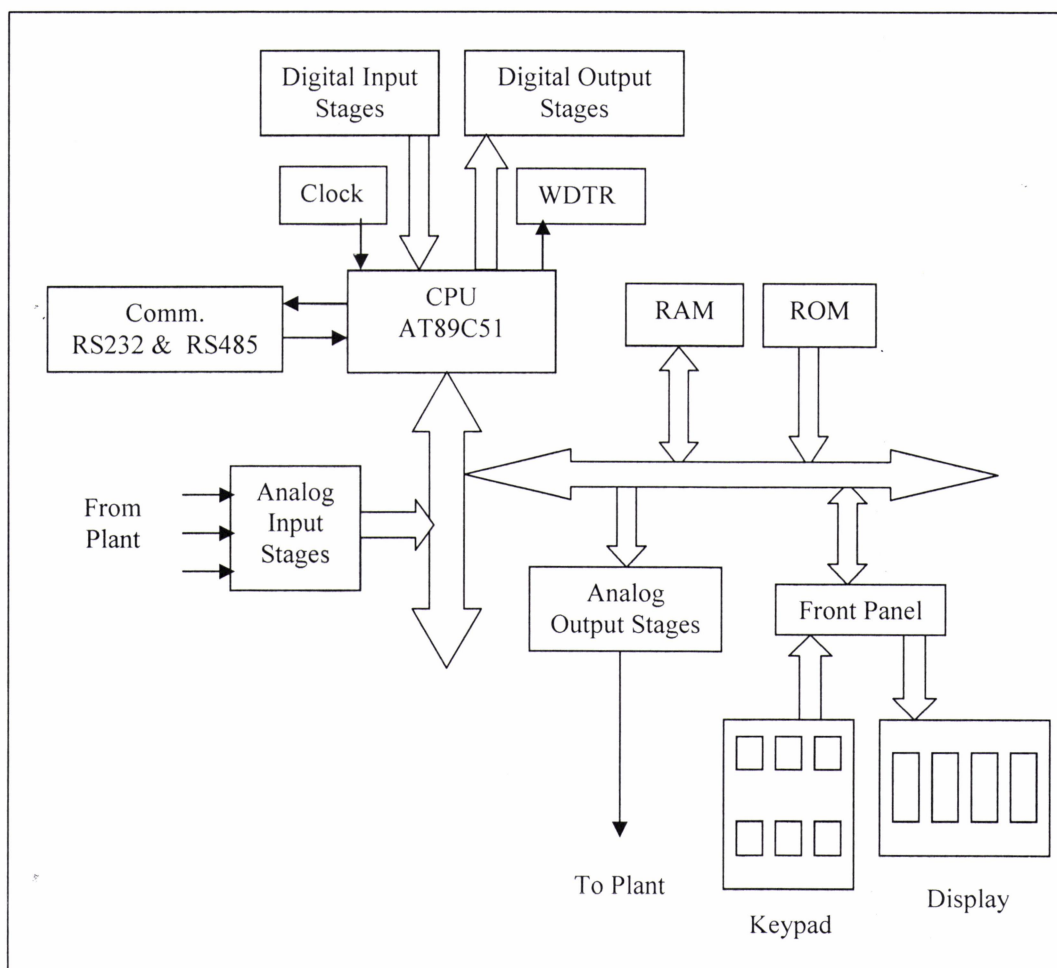 Digital Input
Stages
Digital Output
Stages
Clock
WDTR
CPU
AT89C51
Comm.
RS232 & RS485
RAM
ROM
From
Plant
Analog
Input
Stages
Analog
Output Stages
Front Panel
To Plant
Keypad
Display